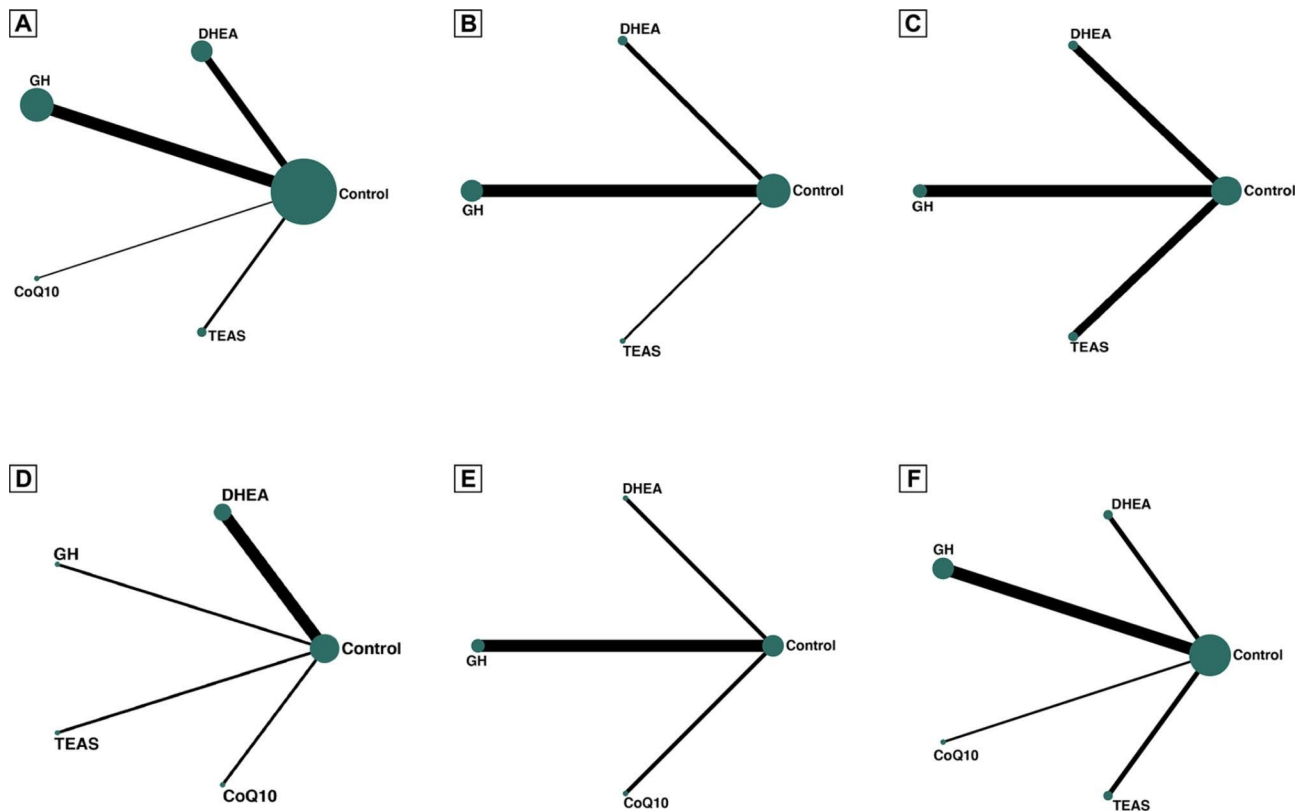 A
DHEA
GH
Control
CoQ10
TEAS
B
DHEA
GH
Control
TEAS
C
DHEA
GH
Control
TEAS
D
DHEA
GH
Control
TEAS
CoQ10
E
DHEA
GH
Control
CoQ10
F
DHEA
GH
Control
CoQ10
TEAS